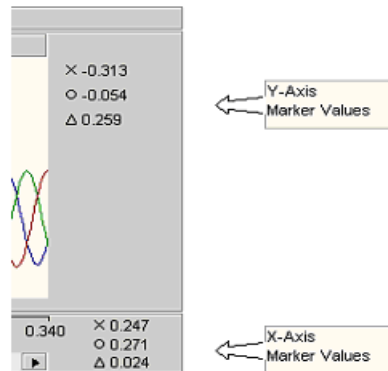 × -0.313
○ -0.054
Δ 0.259
Y-Axis
Marker Values
0.340
× 0.247
○ 0.271
Δ 0.024
X-Axis
Marker Values